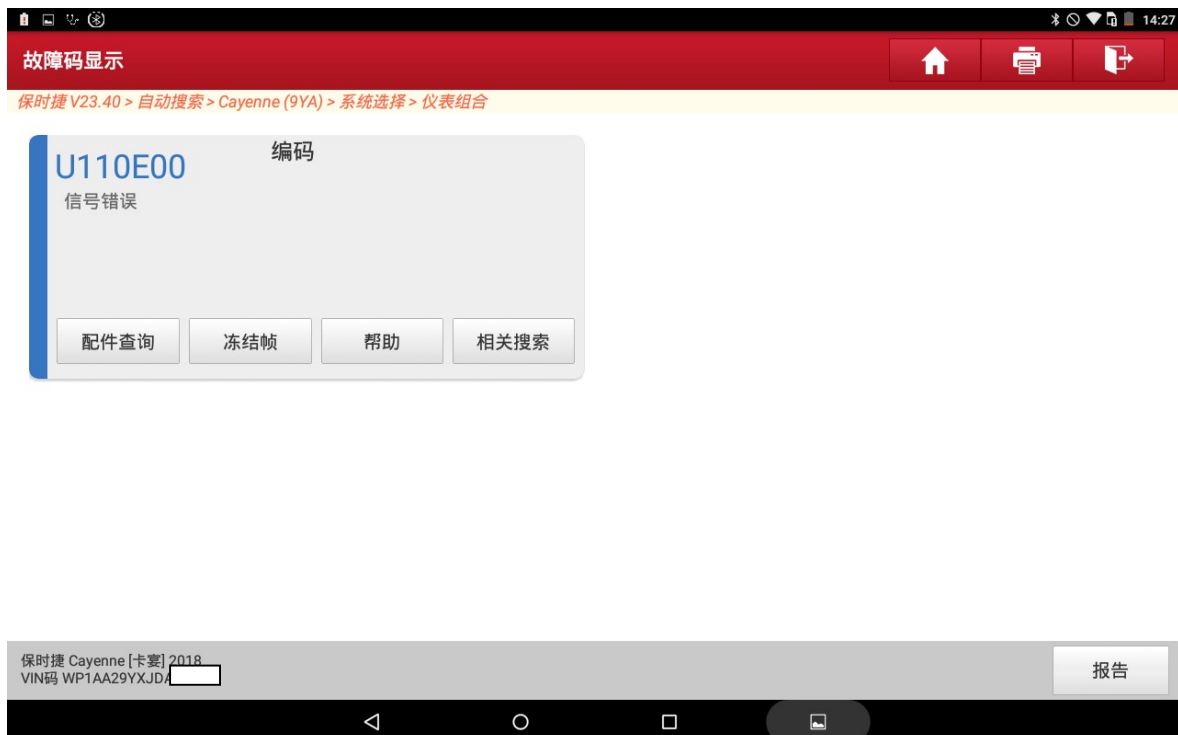 14:27
故障码显示
保时捷 V23.40 > 自动搜索 > Cayenne (9YA) > 系统选择 > 仪表组合
U110E00 编码
信号错误
配件查询 冻结帧 帮助 相关搜索
保时捷 Cayenne [卡宴] 2018
VIN码 WP1AA29YXJDA
报告